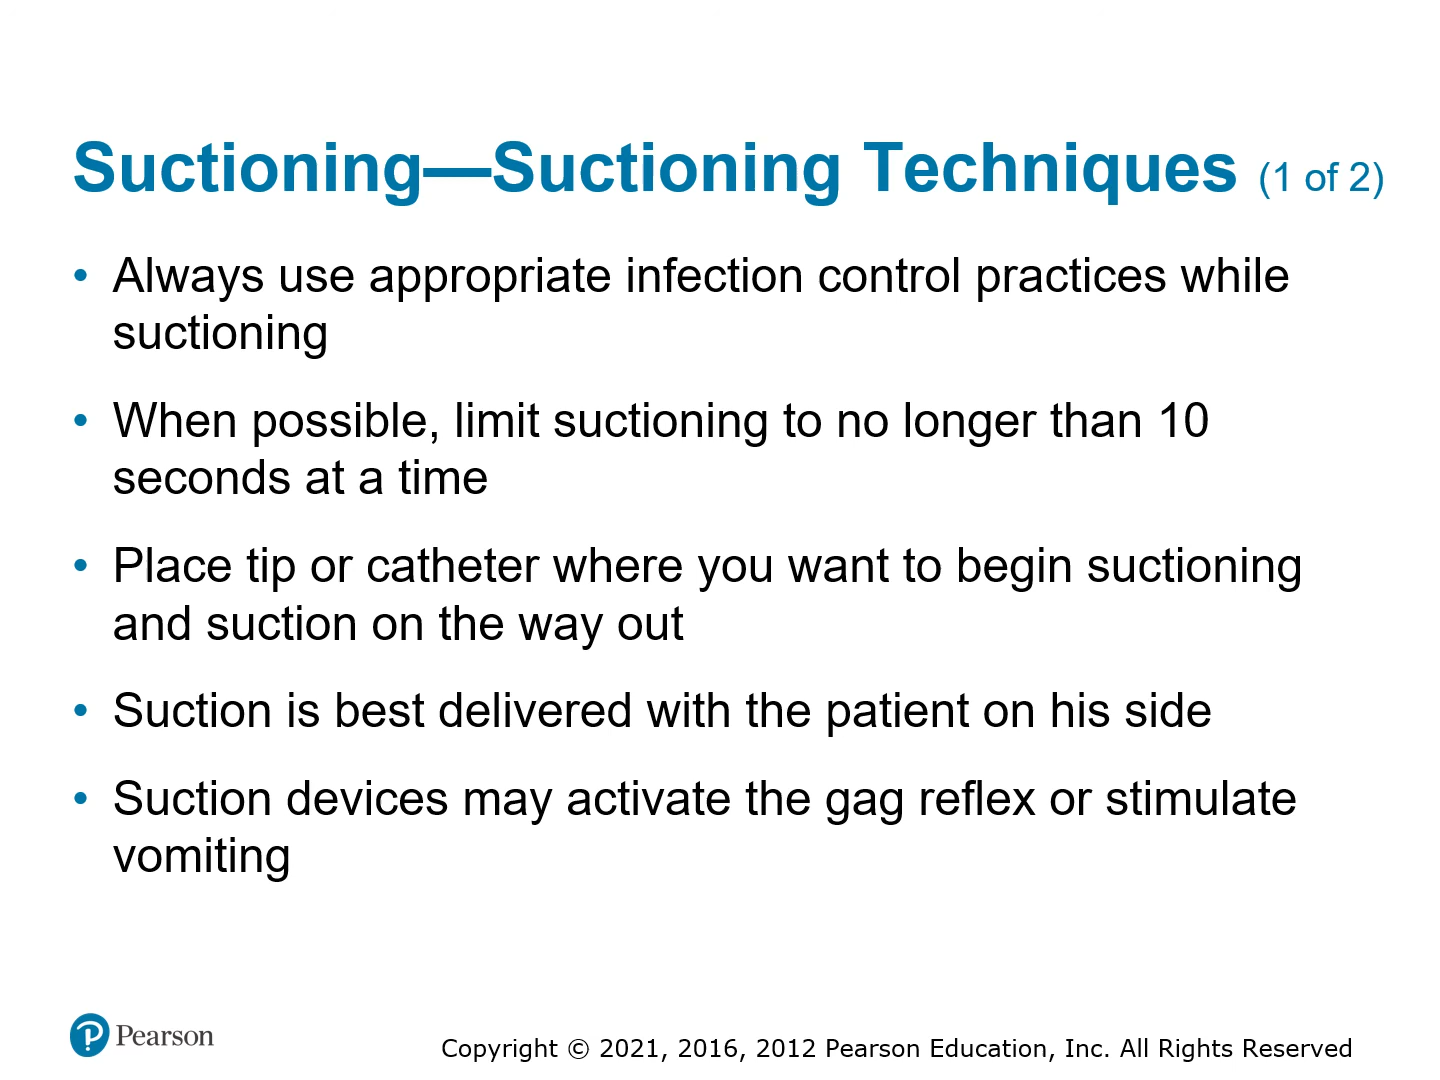 Suctioning—Suctioning Techniques (1 of 2)
• Always use appropriate infection control practices while
suctioning
• When possible, limit suctioning to no longer than 10
seconds at a time
• Place tip or catheter where you want to begin suctioning
and suction on the way out
• Suction is best delivered with the patient on his side
• Suction devices may activate the gag reflex or stimulate
vomiting
Pearson
Copyright © 2021, 2016, 2012 Pearson Education, Inc. All Rights Reserved